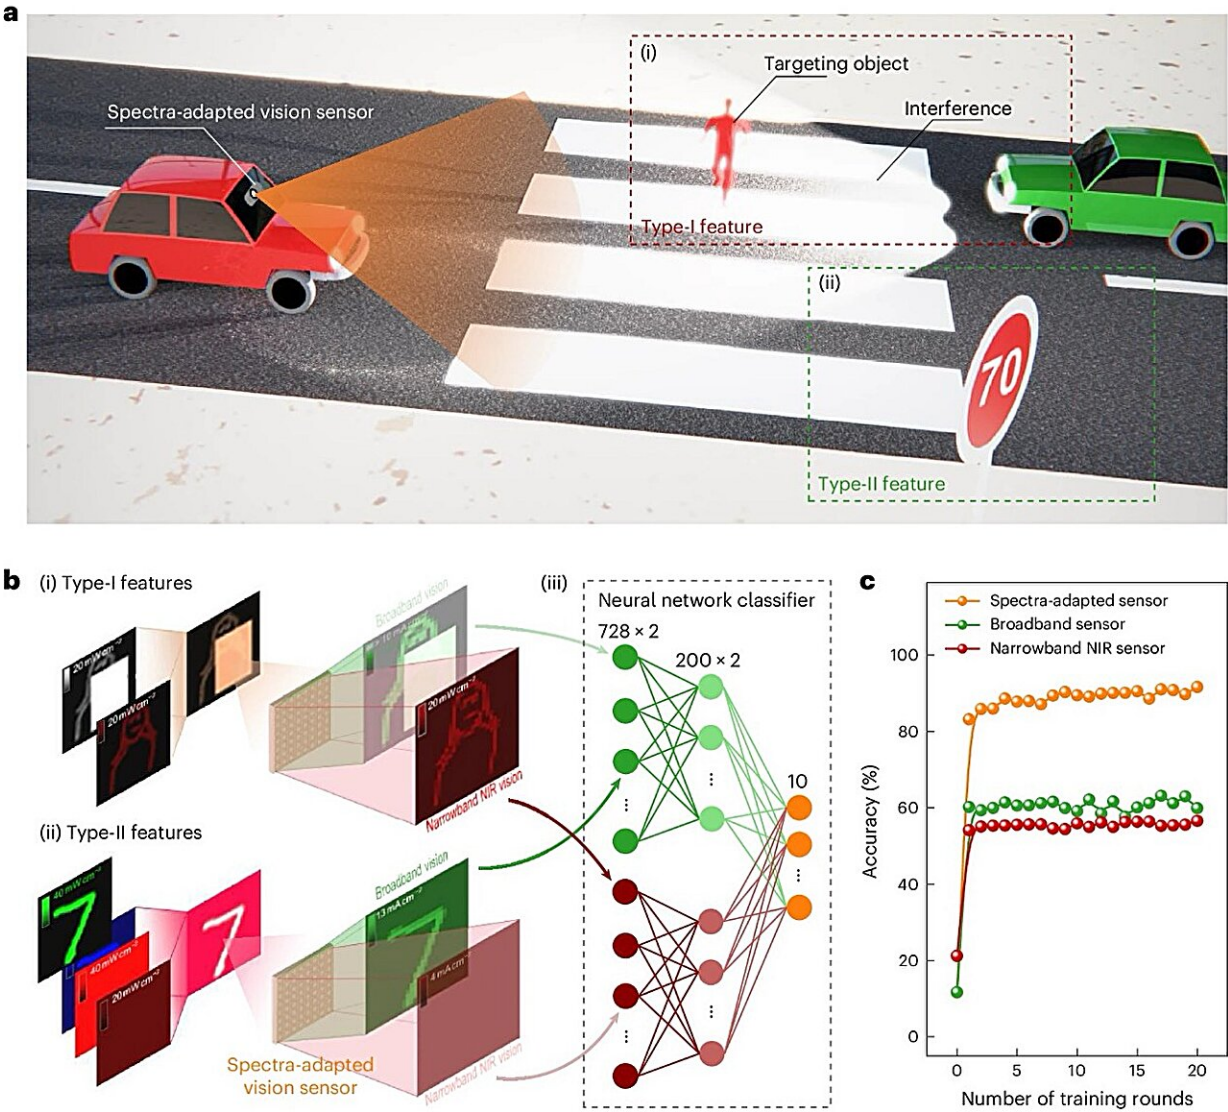 a
(i)
Targeting object
Spectra-adapted vision sensor
Interference
Type-I feature
(ii)
70
Type-II feature
b
(i) Type-I features
20 mW cm⁻²
20 mW cm⁻²
Broadband vision
20 mW cm⁻²
Narrowband NIR vision
(ii) Type-II features
40 mW cm⁻²
40 mW cm⁻²
20 mW cm⁻²
Broadband vision
13 mA cm⁻²
4 mA cm⁻
Narrowband NIR vision
Spectra-adapted
vision sensor
(iii)
Neural network classifier
728 × 2
200 × 2
10
c
Spectra-adapted sensor
Broadband sensor
Narrowband NIR sensor
100
80
60
40
20
0
Accuracy (%)
0 5 10 15 20
Number of training rounds